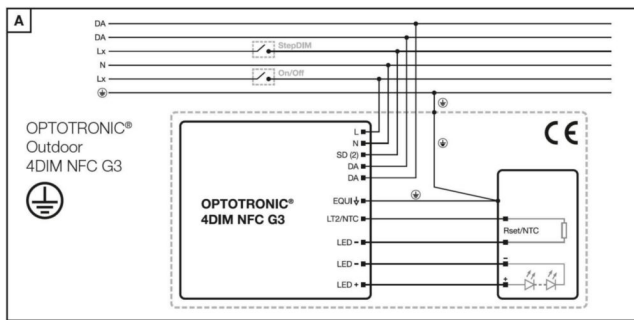 A
DA
DA
Lx
StepDIM
N
Lx
On/Off
OPTOTRONIC®
Outdoor
4DIM NFC G3
CE
L
N
SD (2)
DA
DA
OPTOTRONIC®
4DIM NFC G3
EQUI
LT2/NTC
Rset/NTC
LED -
LED -
-
LED +
+